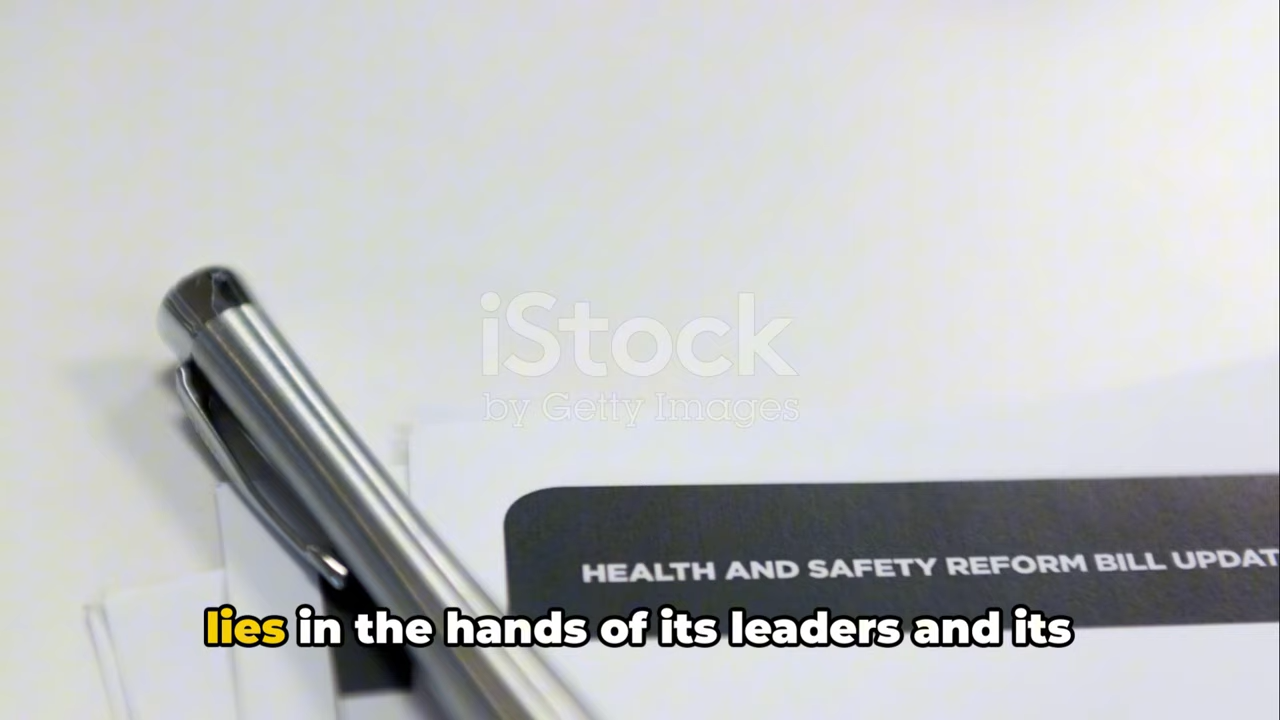 iStock
by Getty Images
HEALTH AND SAFETY REFORM BILL UPDAT
lies in the hands of its leaders and its